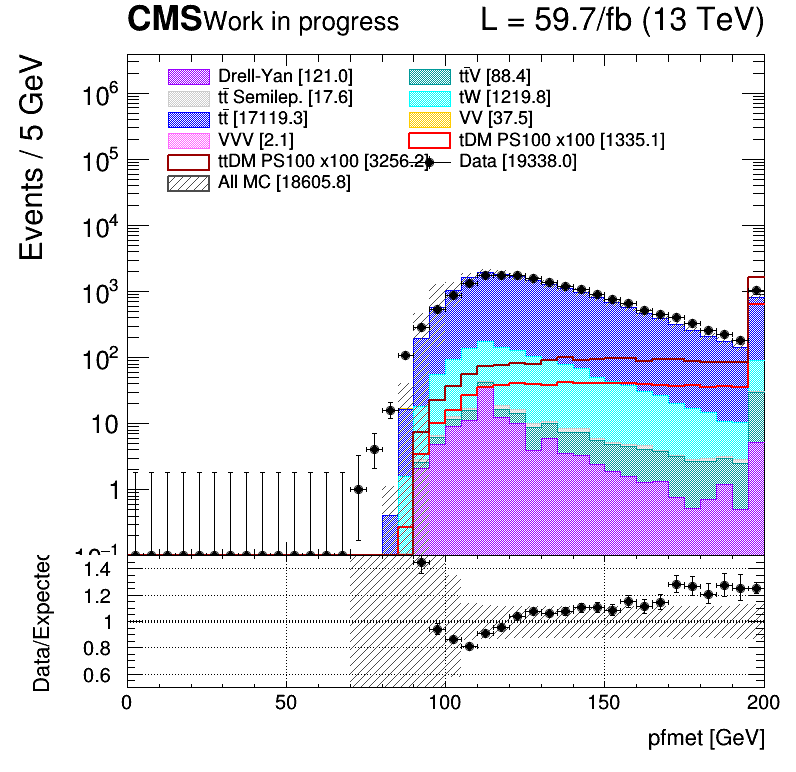 CMS Work in progress L = 59.7/fb (13 TeV)
Events / 5 GeV
Drell-Yan [121.0] tt̄V [88.4]
tt̄ Semilep. [17.6] tW [1219.8]
tt̄ [17119.3] VV [37.5]
VVV [2.1] tDM PS100 x100 [1335.1]
ttDM PS100 x100 [3256.2] Data [19338.0]
All MC [18605.8]
10⁶
10⁵
10⁴
10³
10²
10
1
10⁻¹
Data/Expected
1.4
1.2
1
0.8
0.6
0 50 100 150 200
pfmet [GeV]